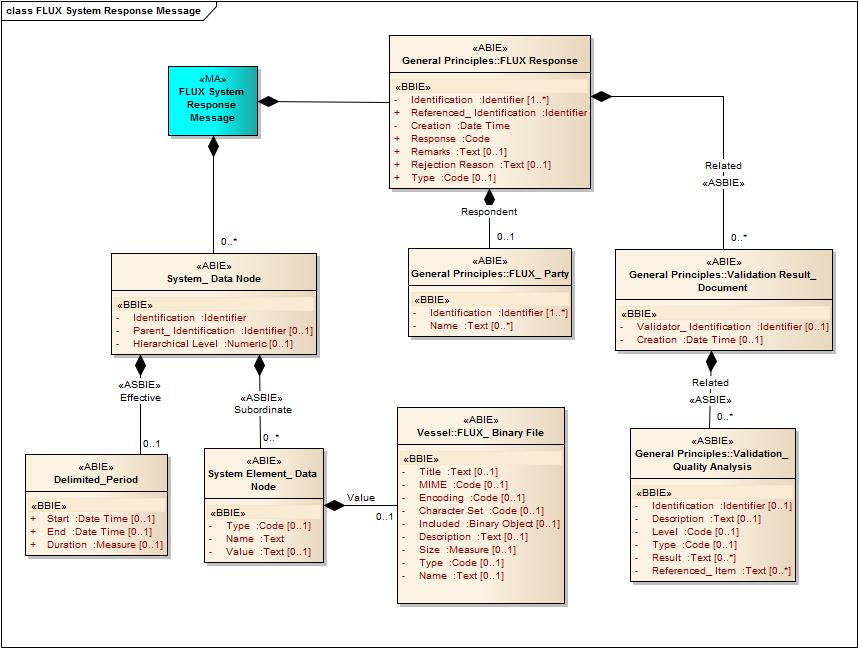 class FLUX System Response Message
«MA»
FLUX System
Response
Message
«ABIE»
General Principles::FLUX Response
«BBIE»
- Identification :Identifier [1..*]
+ Referenced_ Identification :Identifier
- Creation :Date Time
+ Response :Code
+ Remarks :Text [0..1]
+ Rejection Reason :Text [0..1]
+ Type :Code [0..1]
Related
«ASBIE»
0..*
Respondent
0..1
0..*
«ABIE»
System_ Data Node
«BBIE»
- Identification :Identifier
- Parent_ Identification :Identifier [0..1]
- Hierarchical Level :Numeric [0..1]
«ABIE»
General Principles::FLUX_ Party
«BBIE»
- Identification :Identifier [1..*]
- Name :Text [0..*]
«ABIE»
General Principles::Validation Result_
Document
«BBIE»
- Validator_ Identification :Identifier [0..1]
- Creation :Date Time [0..1]
«ASBIE»
Effective
0..1
«ASBIE»
Subordinate
0..*
Related
«ASBIE»
0..*
«ABIE»
Delimited_Period
«BBIE»
+ Start :Date Time [0..1]
+ End :Date Time [0..1]
+ Duration :Measure [0..1]
«ABIE»
System Element_ Data
Node
«BBIE»
- Type :Code [0..1]
- Name :Text
- Value :Text [0..1]
Value
0..1
«ABIE»
Vessel::FLUX_ Binary File
«BBIE»
- Title :Text [0..1]
- MIME :Code [0..1]
- Encoding :Code [0..1]
- Character Set :Code [0..1]
- Included :Binary Object [0..1]
- Description :Text [0..1]
- Size :Measure [0..1]
- Type :Code [0..1]
- Name :Text [0..1]
«ASBIE»
General Principles::Validation_
Quality Analysis
«BBIE»
- Identification :Identifier [0..1]
- Description :Text [0..1]
- Level :Code [0..1]
- Type :Code [0..1]
- Result :Text [0..*]
- Referenced_ Item :Text [0..*]